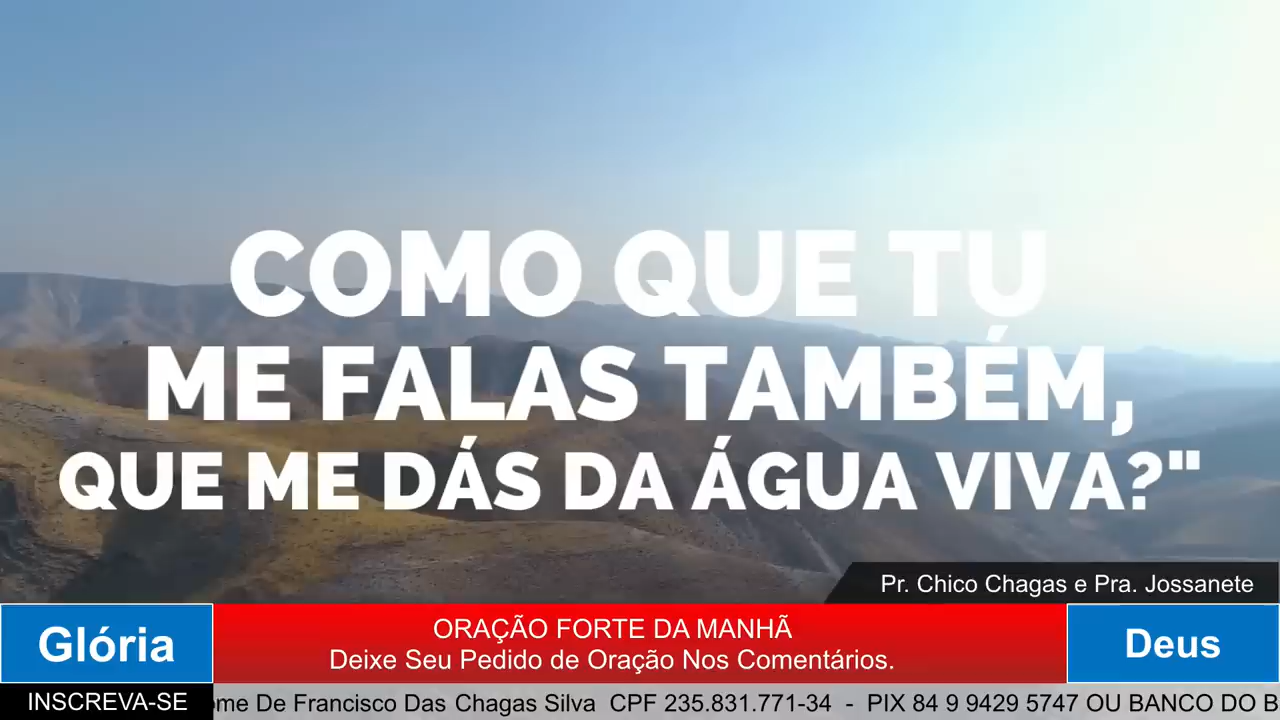 COMO QUE TU
ME FALAS TAMBÉM,
QUE ME DÁS DA ÁGUA VIVA?"
Pr. Chico Chagas e Pra. Jossanete
Glória
ORAÇÃO FORTE DA MANHÃ
Deixe Seu Pedido de Oração Nos Comentários.
Deus
INSCREVA-SE
ome De Francisco Das Chagas Silva CPF 235.831.771-34 - PIX 84 9 9429 5747 OU BANCO DO B